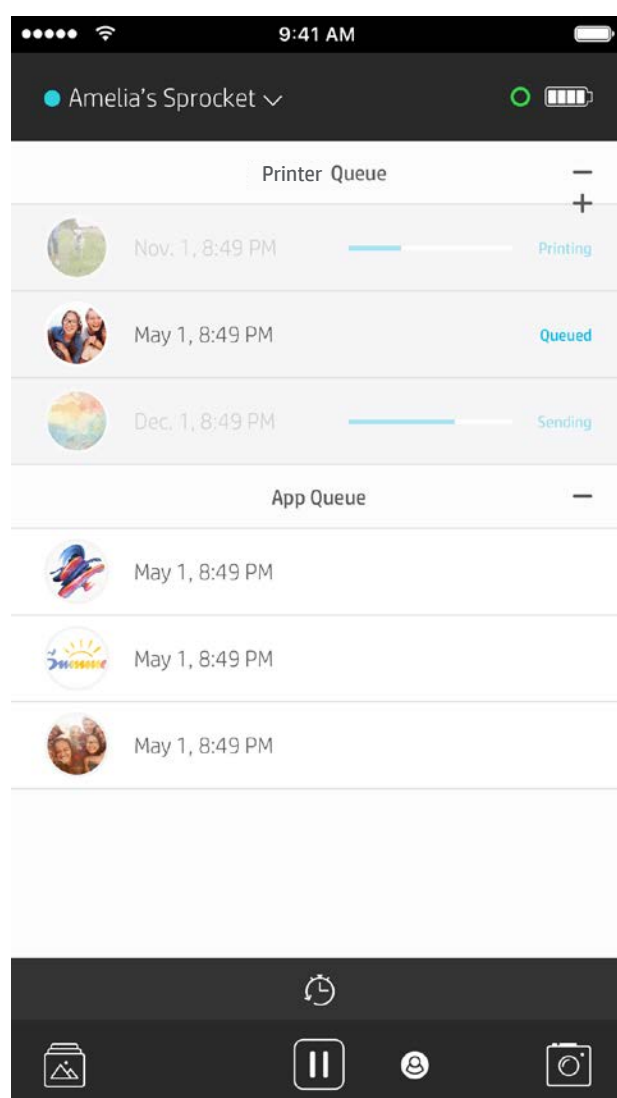 9:41 AM
Amelia's Sprocket
Printer Queue
Nov. 1, 8:49 PM Printing
May 1, 8:49 PM Queued
Dec. 1, 8:49 PM Sending
App Queue
May 1, 8:49 PM
May 1, 8:49 PM
May 1, 8:49 PM